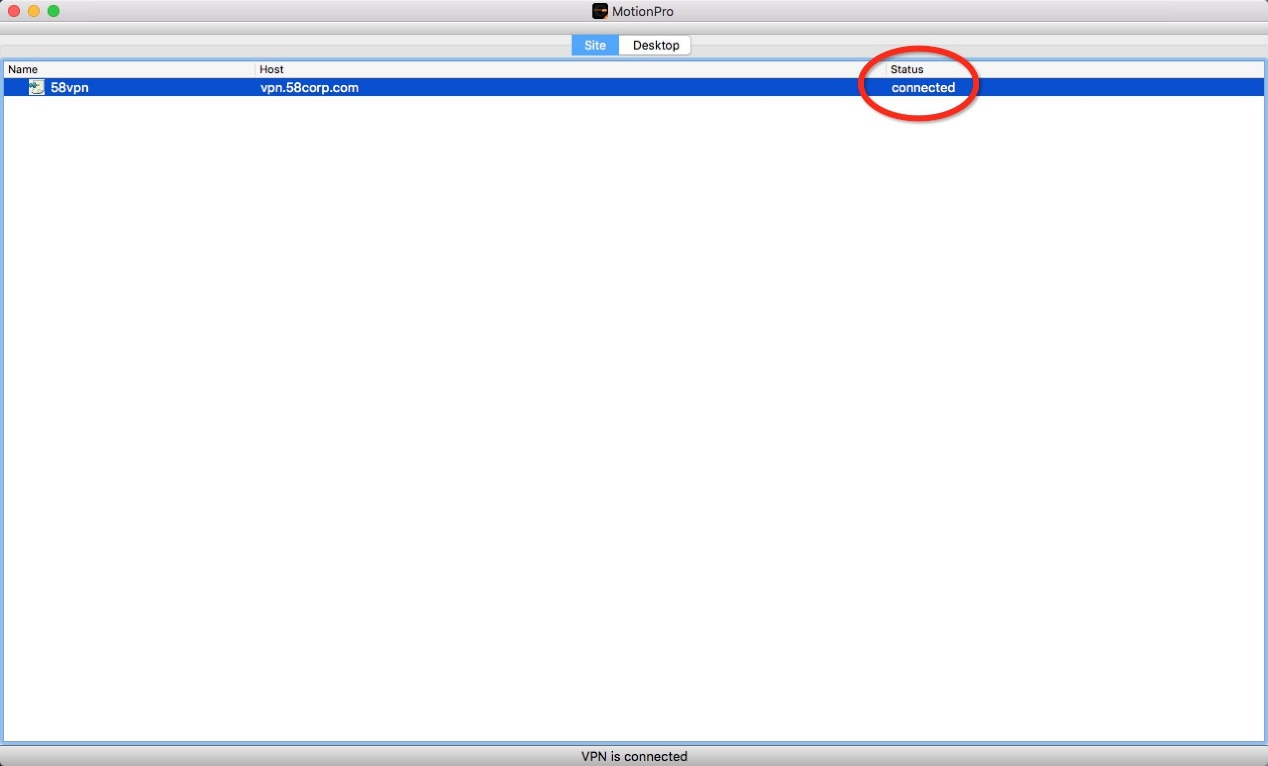 MotionPro
Site Desktop
Name Host Status
58vpn vpn.58corp.com connected
VPN is connected